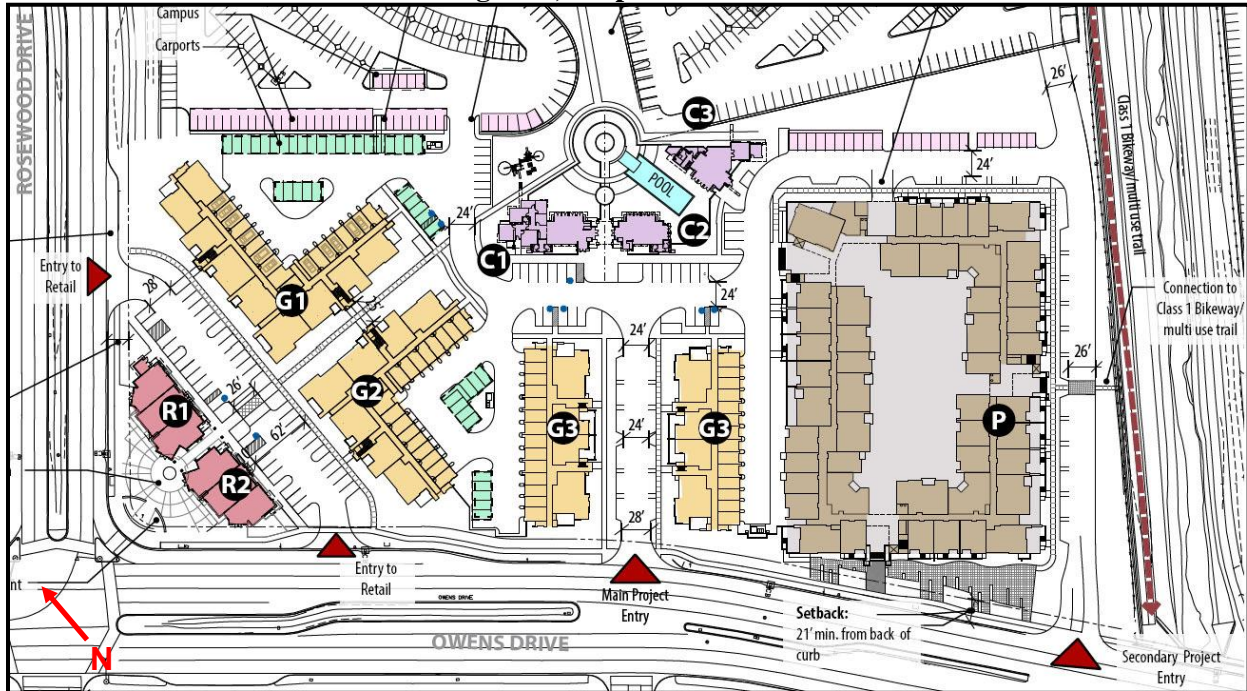 Campus
Carports
C3
26'
ROSEWOOD DRIVE
POOL
24'
Class 1 Bikeway/multi use trail
24'
C2
C1
Entry to
Retail
28'
G1
24'
Connection to
Class 1 Bikeway/
multi use trail
24'
26'
R1
G2
26'
G3
24'
G3
P
62'
R2
28'
nt
Entry to
Retail
Main Project
Entry
OWENS DRIVE
Setback:
21' min. from back of
curb
OWENS DRIVE
N
Secondary Project
Entry